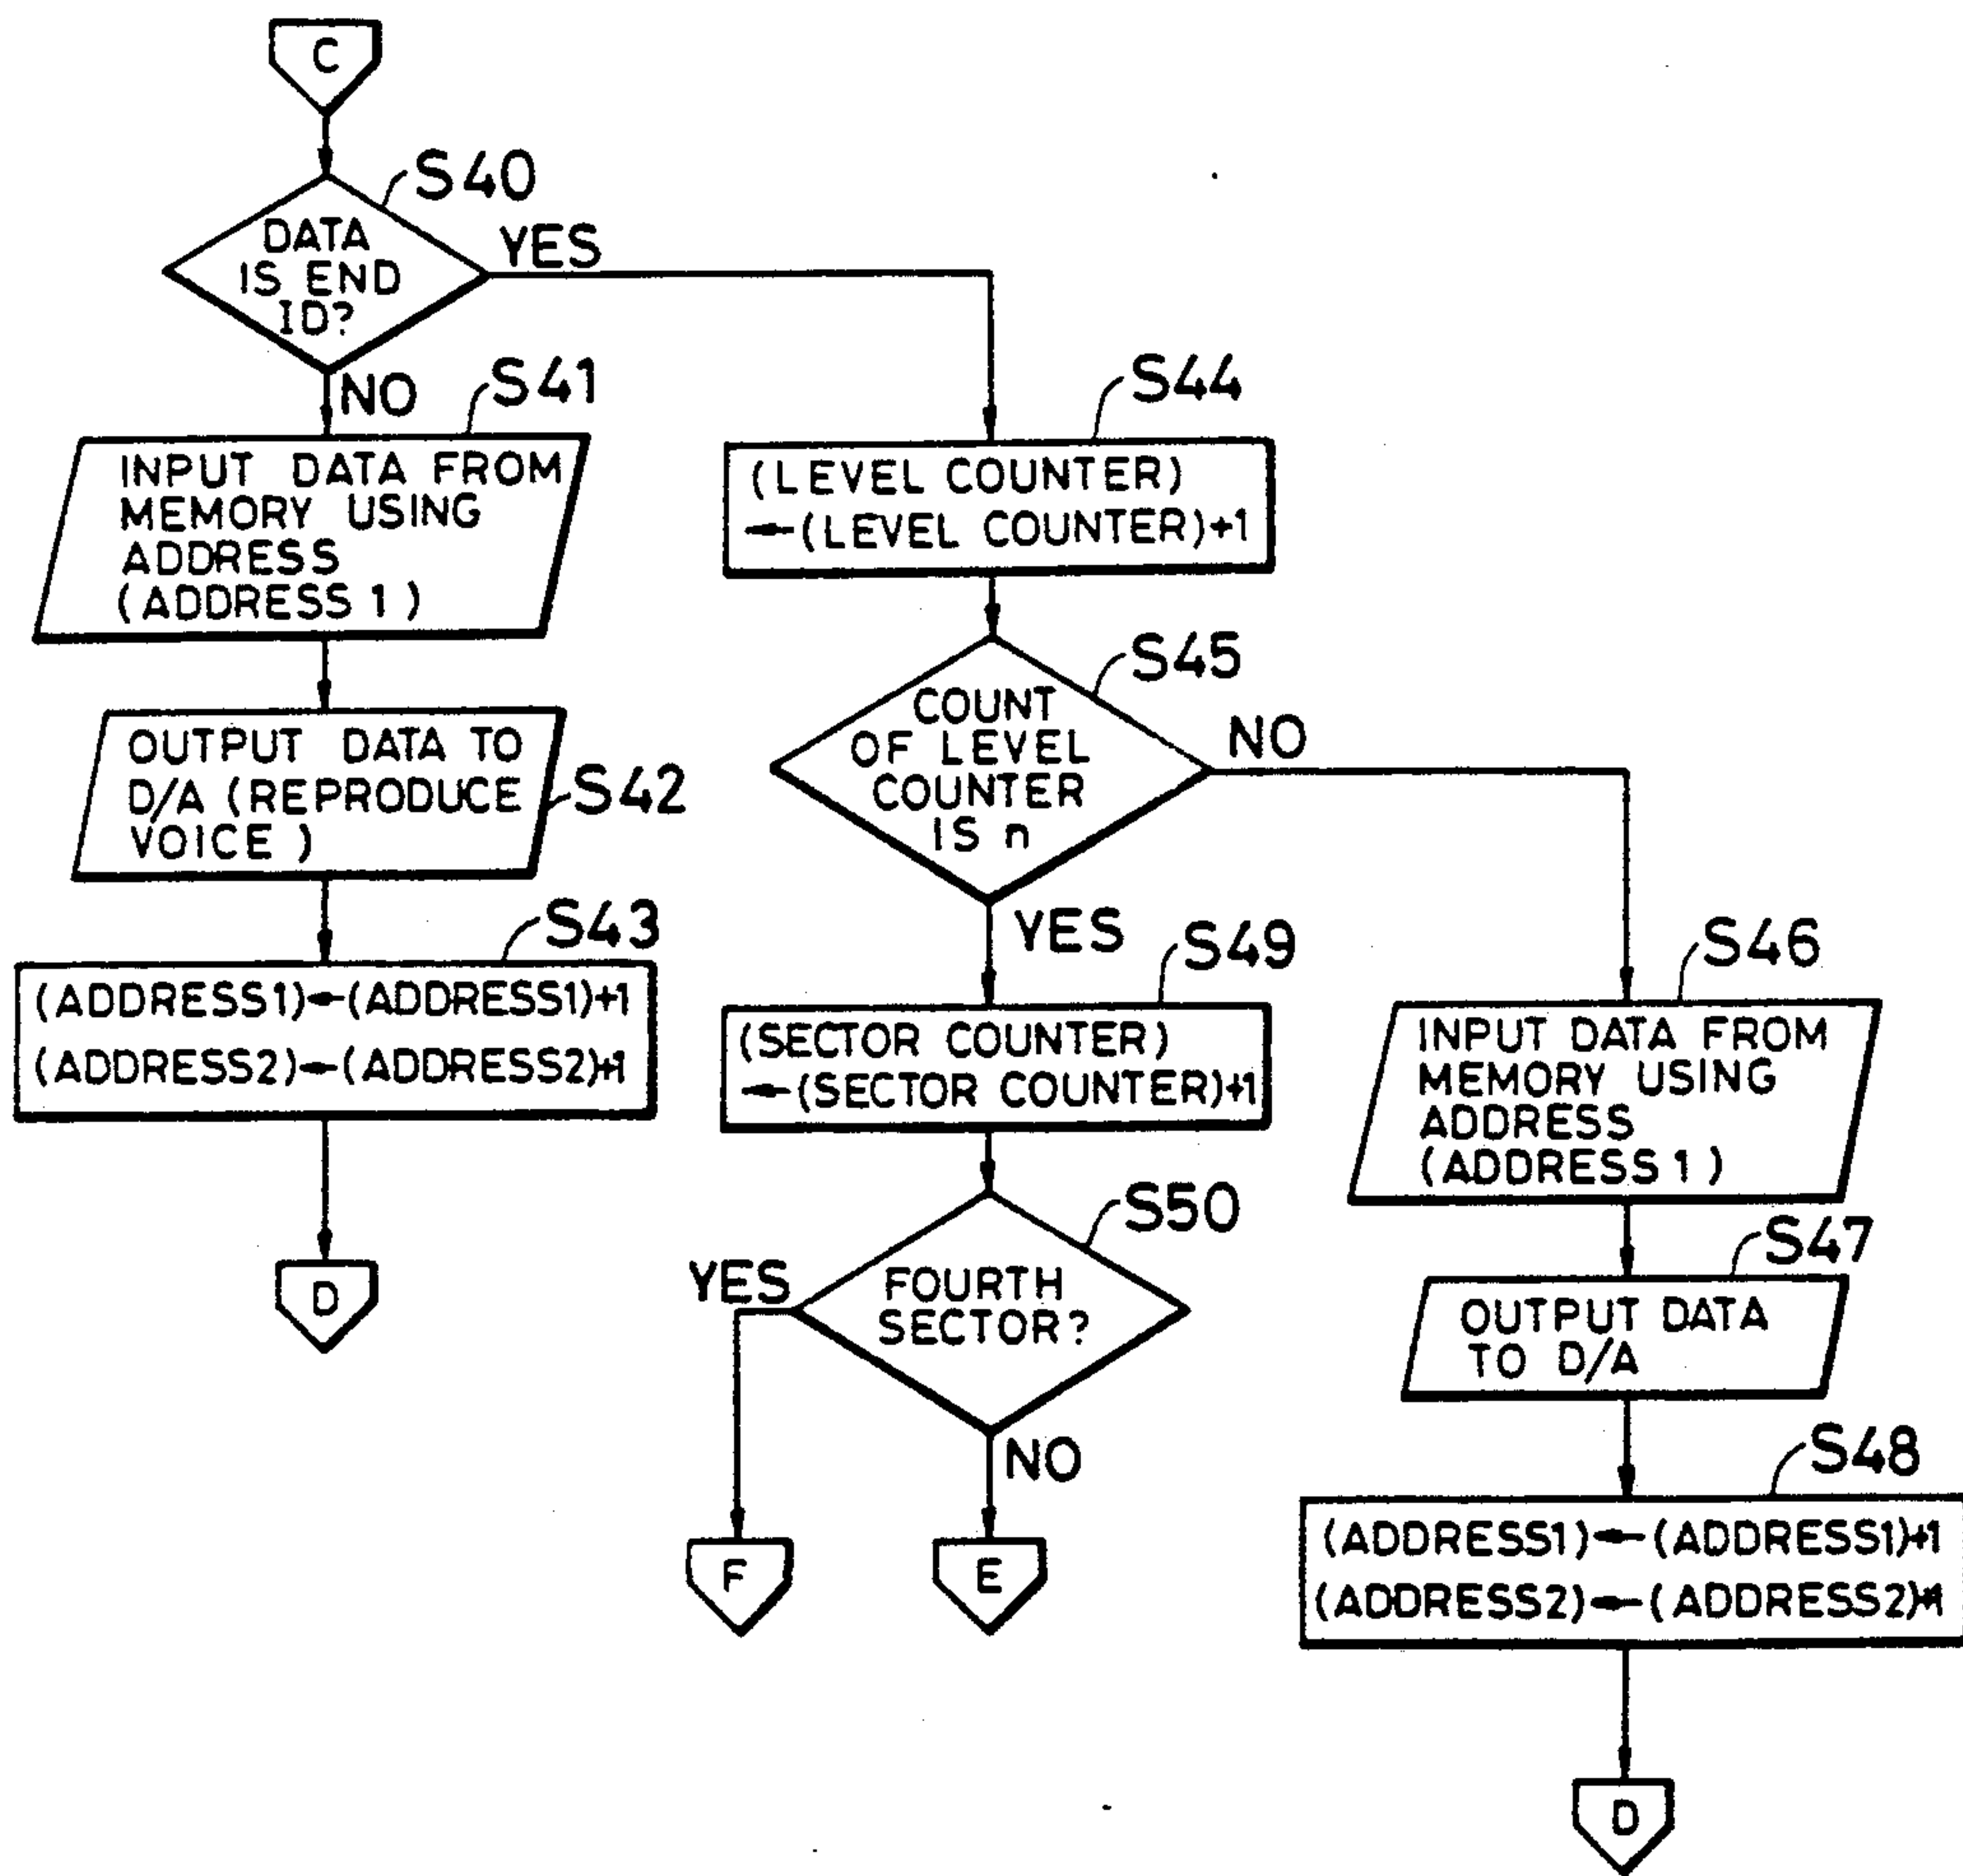 C
S40
DATA
IS END
ID?
YES
NO
S41
INPUT DATA FROM
MEMORY USING
ADDRESS
(ADDRESS 1)
OUTPUT DATA TO
D/A (REPRODUCE
VOICE)
S42
S43
(ADDRESS1)←(ADDRESS1)+1
(ADDRESS2)←(ADDRESS2)+1
D
S44
(LEVEL COUNTER)
←(LEVEL COUNTER)+1
S45
COUNT
OF LEVEL
COUNTER
IS n
NO
YES
S49
(SECTOR COUNTER)
←(SECTOR COUNTER)+1
S50
FOURTH
SECTOR?
YES
NO
F
E
S46
INPUT DATA FROM
MEMORY USING
ADDRESS
(ADDRESS 1)
S47
OUTPUT DATA
TO D/A
S48
(ADDRESS1)←(ADDRESS1)+1
(ADDRESS2)←(ADDRESS2)+1
D